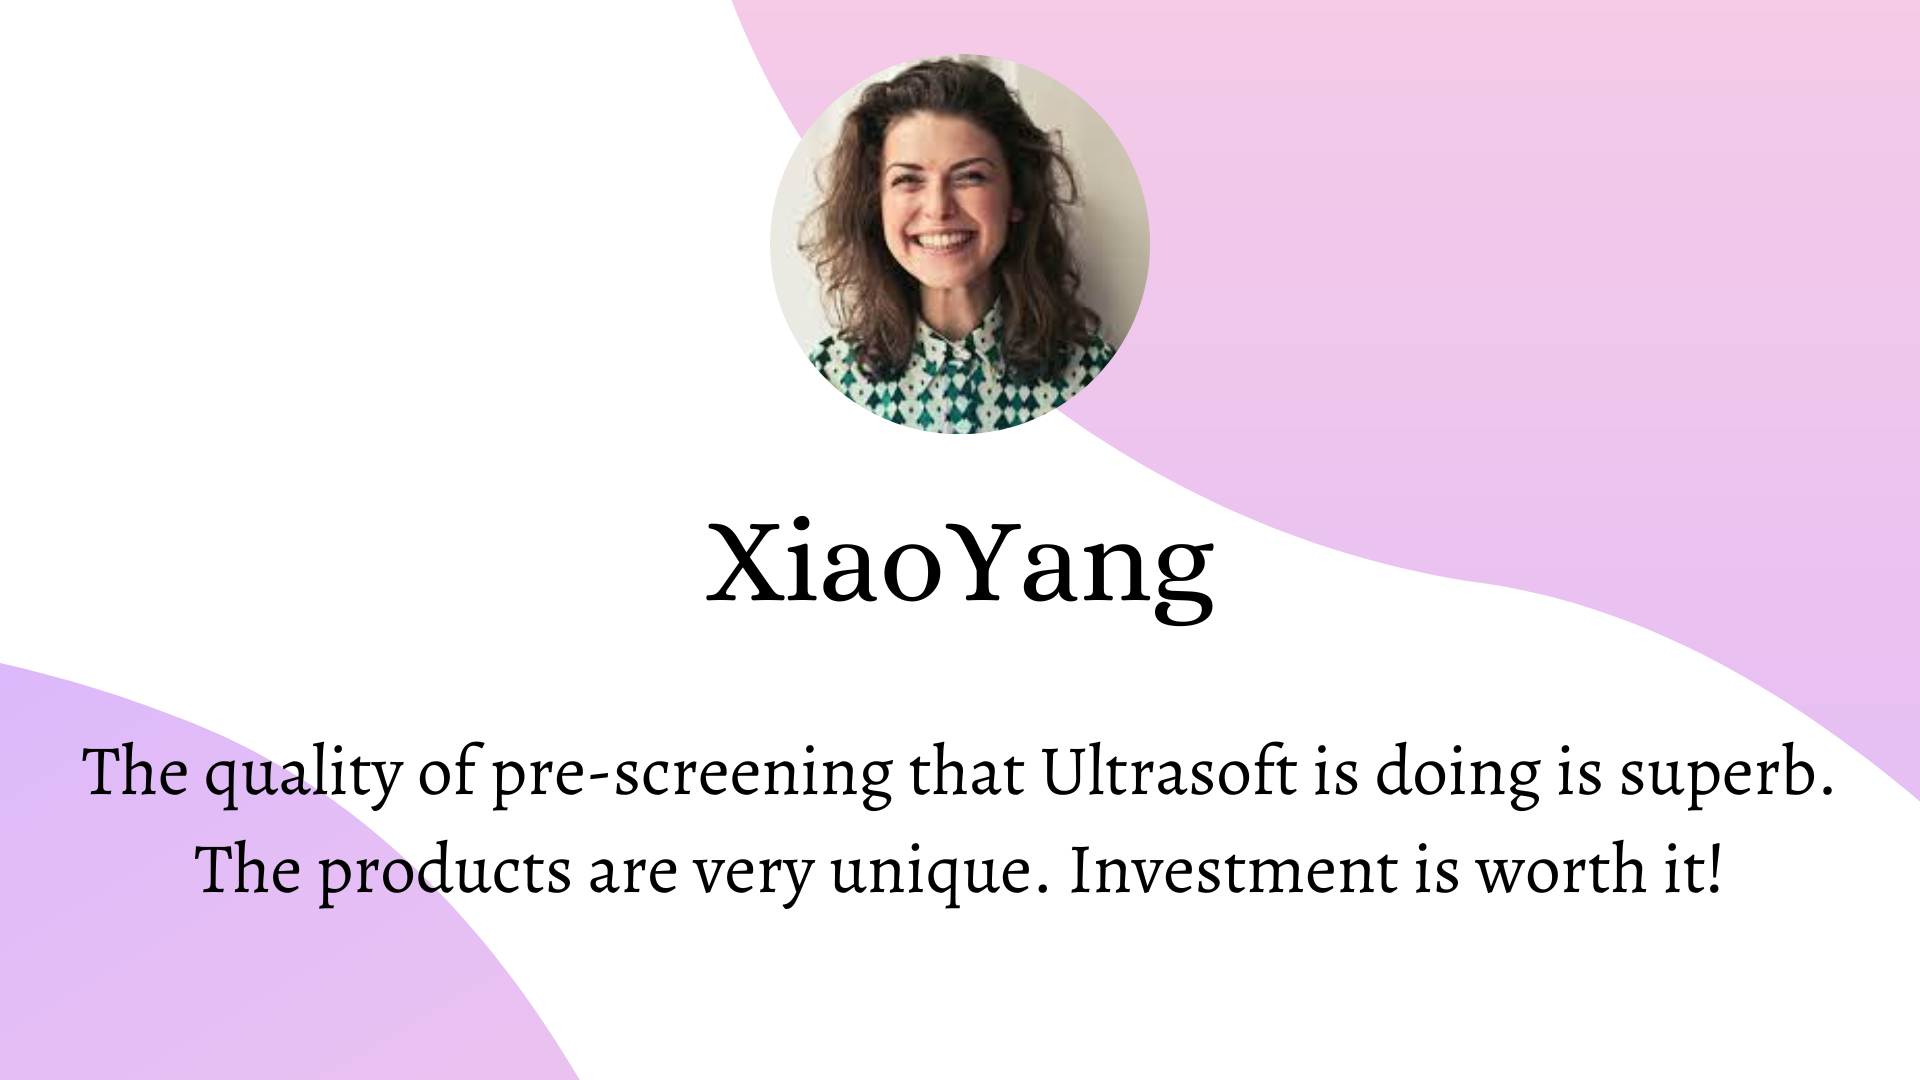 XiaoYang
The quality of pre-screening that Ultrasoft is doing is superb.
The products are very unique. Investment is worth it!